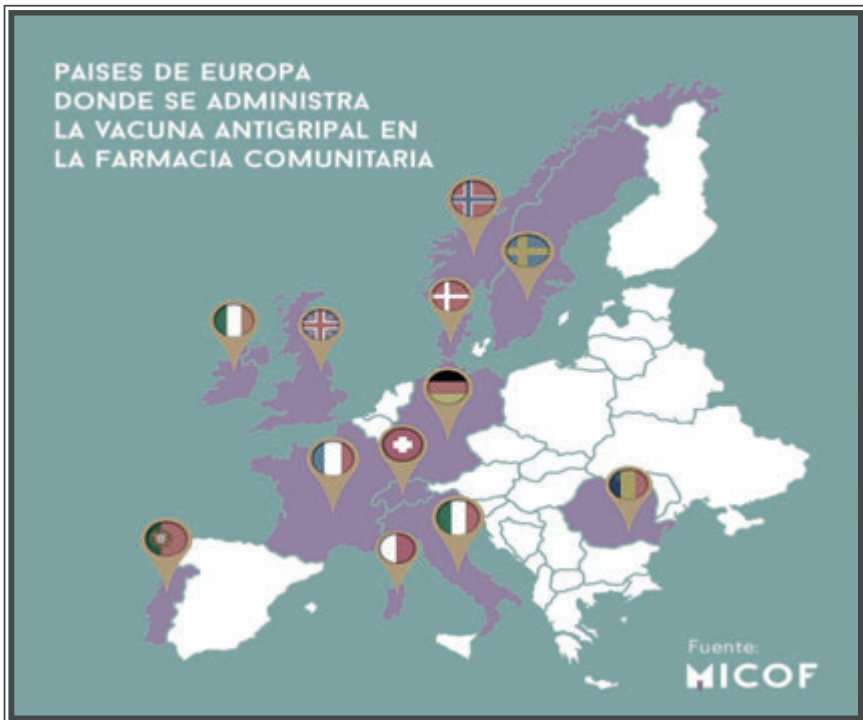 PAISES DE EUROPA
DONDE SE ADMINISTRA
LA VACUNA ANTIGRIPAL EN
LA FARMACIA COMUNITARIA
Fuente:
MICOF